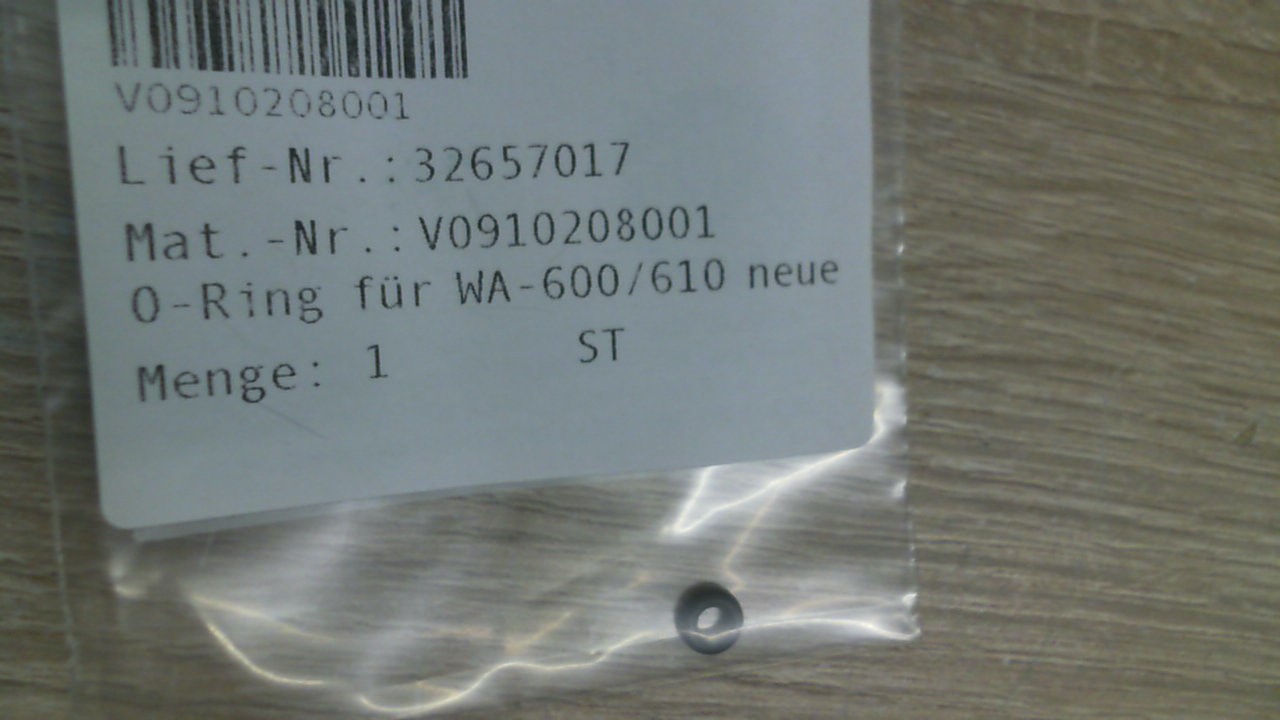 V0910208001
Lief-Nr.:32657017
Mat.-Nr.:V0910208001
O-Ring für WA-600/610 neue
Menge: 1 ST